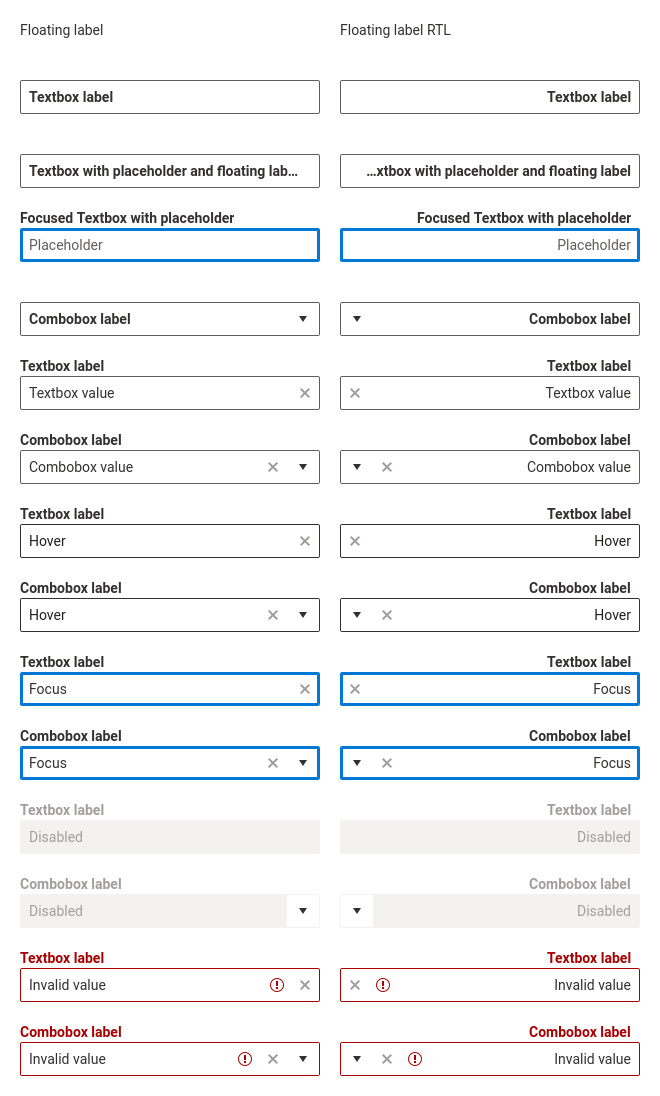 Floating label
Floating label RTL
Textbox label
Textbox label
Textbox with placeholder and floating lab...
...xtbox with placeholder and floating label
Focused Textbox with placeholder
Focused Textbox with placeholder
Placeholder
Placeholder
Combobox label
Combobox label
Textbox label
Textbox label
Textbox value
Textbox value
Combobox label
Combobox label
Combobox value
Combobox value
Textbox label
Textbox label
Hover
Hover
Combobox label
Combobox label
Hover
Hover
Textbox label
Textbox label
Focus
Focus
Combobox label
Combobox label
Focus
Focus
Textbox label
Textbox label
Disabled
Disabled
Combobox label
Combobox label
Disabled
Disabled
Textbox label
Textbox label
Invalid value
Invalid value
Combobox label
Combobox label
Invalid value
Invalid value